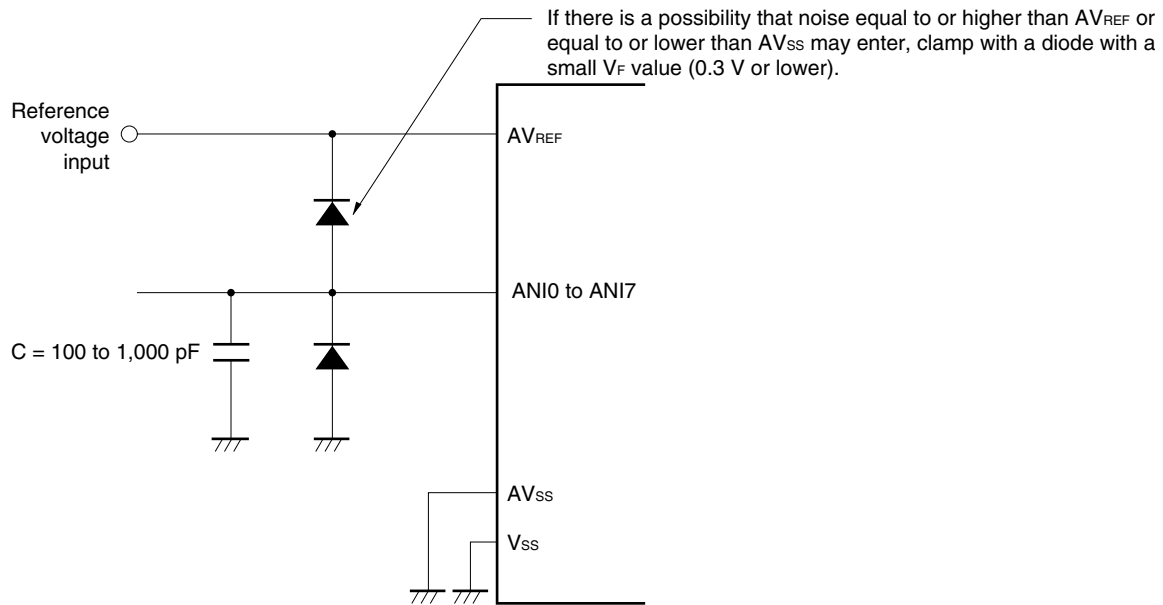 If there is a possibility that noise equal to or higher than AVREF or
equal to or lower than AVSS may enter, clamp with a diode with a
small VF value (0.3 V or lower).
Reference
voltage
input
AVREF
ANI0 to ANI7
C = 100 to 1,000 pF
AVSS
VSS